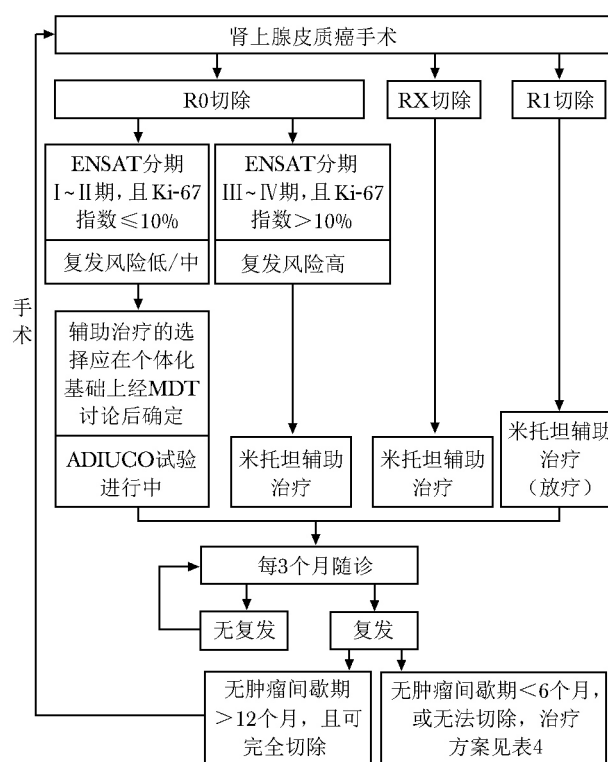 肾上腺皮质癌手术
R0切除
RX切除
R1切除
ENSAT分期
I~II期,且Ki-67
指数≤10%
复发风险低/中
ENSAT分期
III~IV期,且Ki-67
指数>10%
复发风险高
手
术
辅助治疗的选
择应在个体化
基础上经MDT
讨论后确定
ADIUCO试验
进行中
米托坦辅助
治疗
米托坦辅助
治疗
米托坦辅助
治疗
(放疗)
每3个月随诊
无复发
复发
无肿瘤间歇期
>12个月,且可
完全切除
无肿瘤间歇期<6个月,
或无法切除,治疗
方案见表4